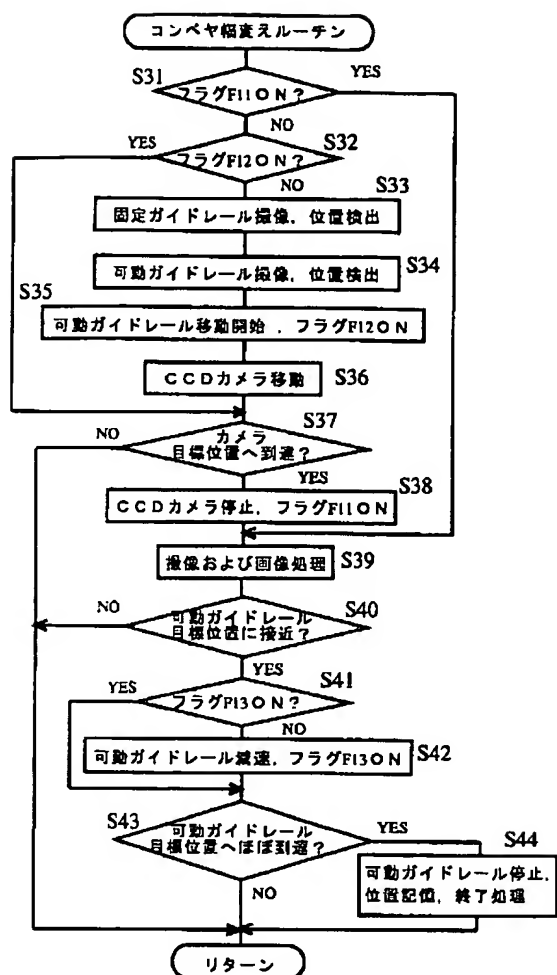 コンベヤ幅変えルーチン
S31
フラグF11ON?
YES
NO
S32
YES
フラグF12ON?
NO
S33
固定ガイドレール撮像,位置検出
S34
可動ガイドレール撮像,位置検出
S35
可動ガイドレール移動開始,フラグF12ON
CCDカメラ移動
S36
S37
NO
カメラ
目標位置へ到達?
YES
S38
CCDカメラ停止,フラグF11ON
撮像および画像処理
S39
S40
NO
可動ガイドレール
目標位置に接近?
YES
S41
YES
フラグF13ON?
NO
可動ガイドレール減速,フラグF13ON
S42
S43
可動ガイドレール
目標位置へほぼ到達?
YES
S44
可動ガイドレール停止,
位置記憶,終了処理
NO
リターン